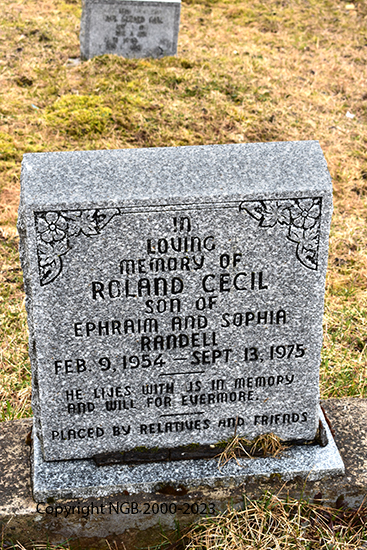 IN
LOVING
MEMORY OF
ROLAND CECIL
SON OF
EPHRAIM AND SOPHIA
RANDELL
FEB. 9, 1954 — SEPT 13, 1975
HE LIVES WITH US IN MEMORY
AND WILL FOR EVERMORE.
PLACED BY RELATIVES AND FRIENDS
Copyright NGB 2000-2023